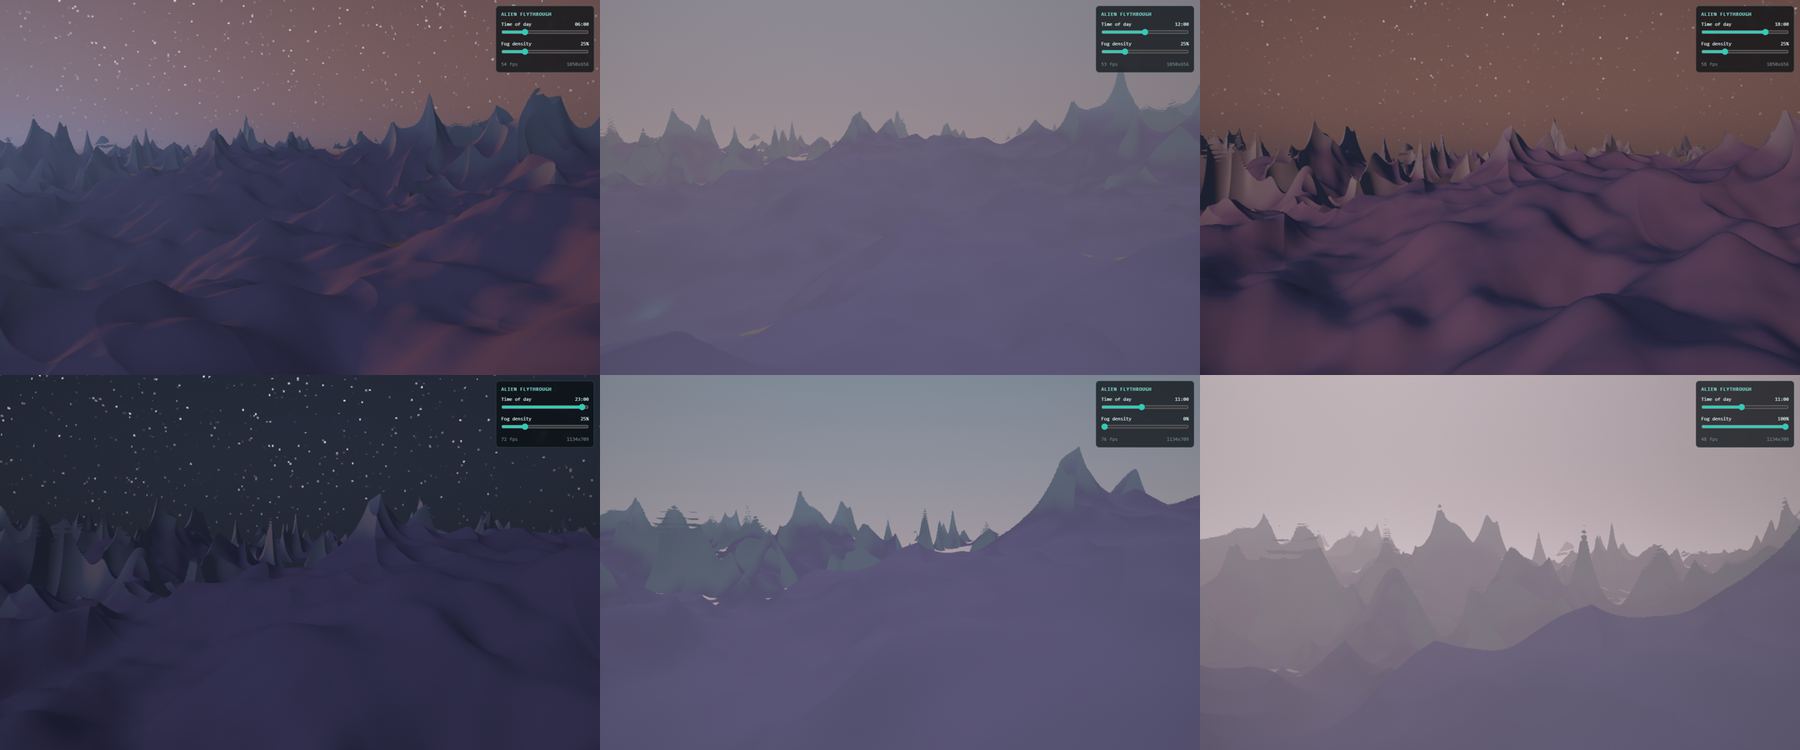 ALIEN FLYTHROUGH
Time of day 06:00
Fog density 25%
54 fps 1050x656
ALIEN FLYTHROUGH
Time of day 12:00
Fog density 25%
53 fps 1050x656
ALIEN FLYTHROUGH
Time of day 18:00
Fog density 25%
58 fps 1050x656
ALIEN FLYTHROUGH
Time of day 23:00
Fog density 25%
72 fps 1134x709
ALIEN FLYTHROUGH
Time of day 11:00
Fog density 0%
76 fps 1134x709
ALIEN FLYTHROUGH
Time of day 11:00
Fog density 100%
48 fps 1134x709